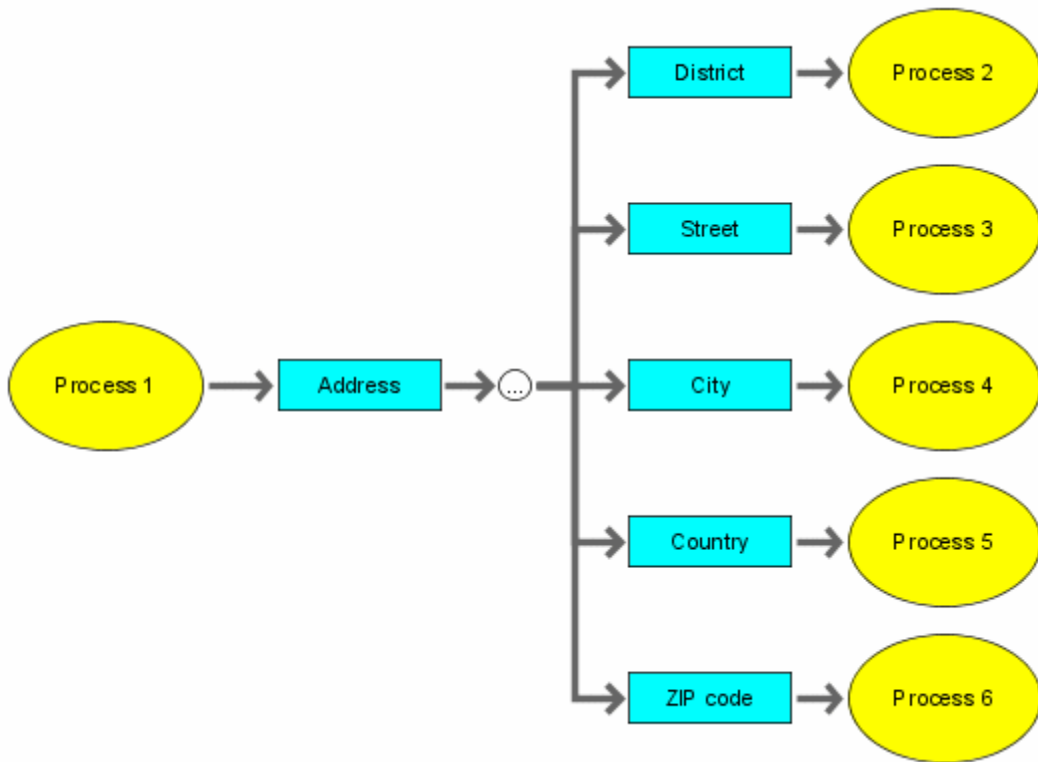 District
Process 2
Street
Process 3
Process 1
Address
...
City
Process 4
Country
Process 5
ZIP code
Process 6